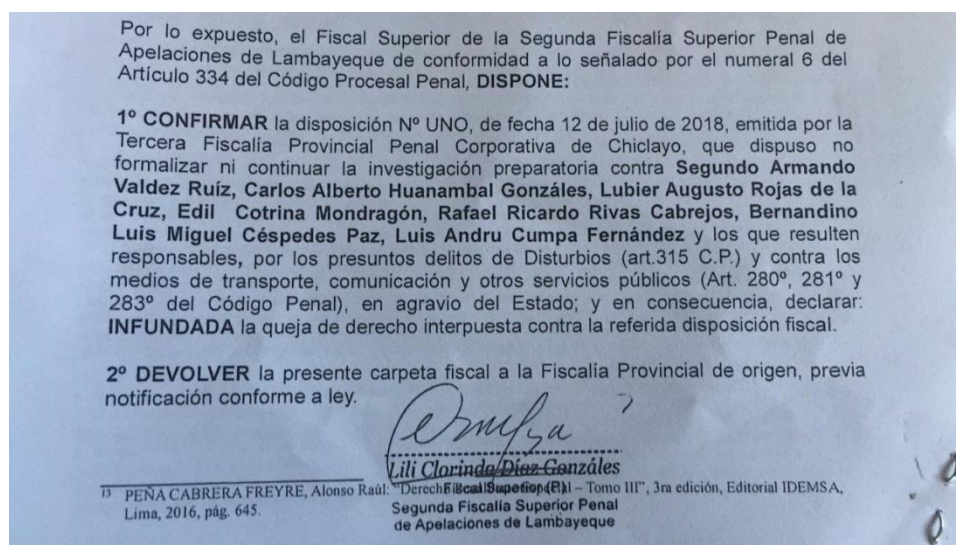 Por lo expuesto, el Fiscal Superior de la Segunda Fiscalía Superior Penal de
Apelaciones de Lambayeque de conformidad a lo señalado por el numeral 6 del
Artículo 334 del Código Procesal Penal, DISPONE:
1º CONFIRMAR la disposición Nº UNO, de fecha 12 de julio de 2018, emitida por la
Tercera Fiscalía Provincial Penal Corporativa de Chiclayo, que dispuso no
formalizar ni continuar la investigación preparatoria contra Segundo Armando
Valdez Ruíz, Carlos Alberto Huanambal Gonzáles, Lubier Augusto Rojas de la
Cruz, Edil Cotrina Mondragón, Rafael Ricardo Rivas Cabrejos, Bernandino
Luis Miguel Céspedes Paz, Luis Andru Cumpa Fernández y los que resulten
responsables, por los presuntos delitos de Disturbios (art.315 C.P.) y contra los
medios de transporte, comunicación y otros servicios públicos (Art. 280º, 281º y
283º del Código Penal), en agravio del Estado; y en consecuencia, declarar:
INFUNDADA la queja de derecho interpuesta contra la referida disposición fiscal.
2º DEVOLVER la presente carpeta fiscal a la Fiscalía Provincial de origen, previa
notificación conforme a ley.
Lili Clorinda Díaz Gonzáles
Fiscal Superior (P)
Segunda Fiscalía Superior Penal
de Apelaciones de Lambayeque
13 PEÑA CABRERA FREYRE, Alonso Raúl: – Tomo III", 3ra edición, Editorial IDEMSA,
Lima, 2016, pág. 645.